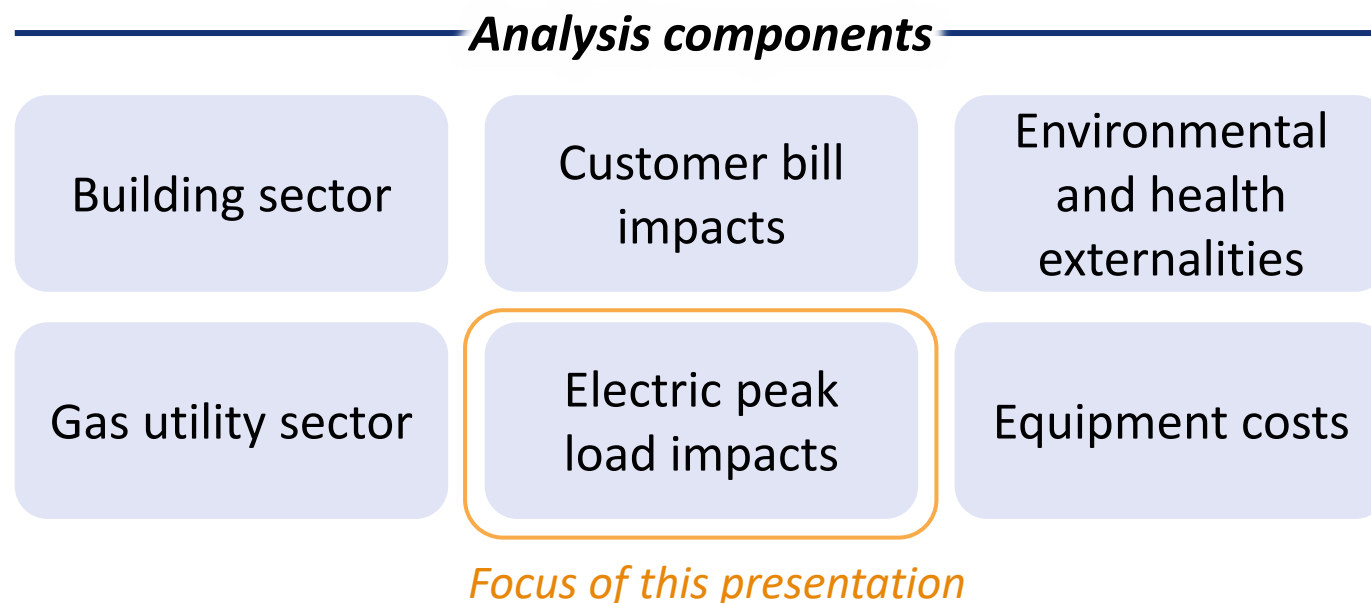 Analysis components
Building sector
Customer bill
impacts
Environmental
and health
externalities
Gas utility sector
Electric peak
load impacts
Equipment costs
Focus of this presentation